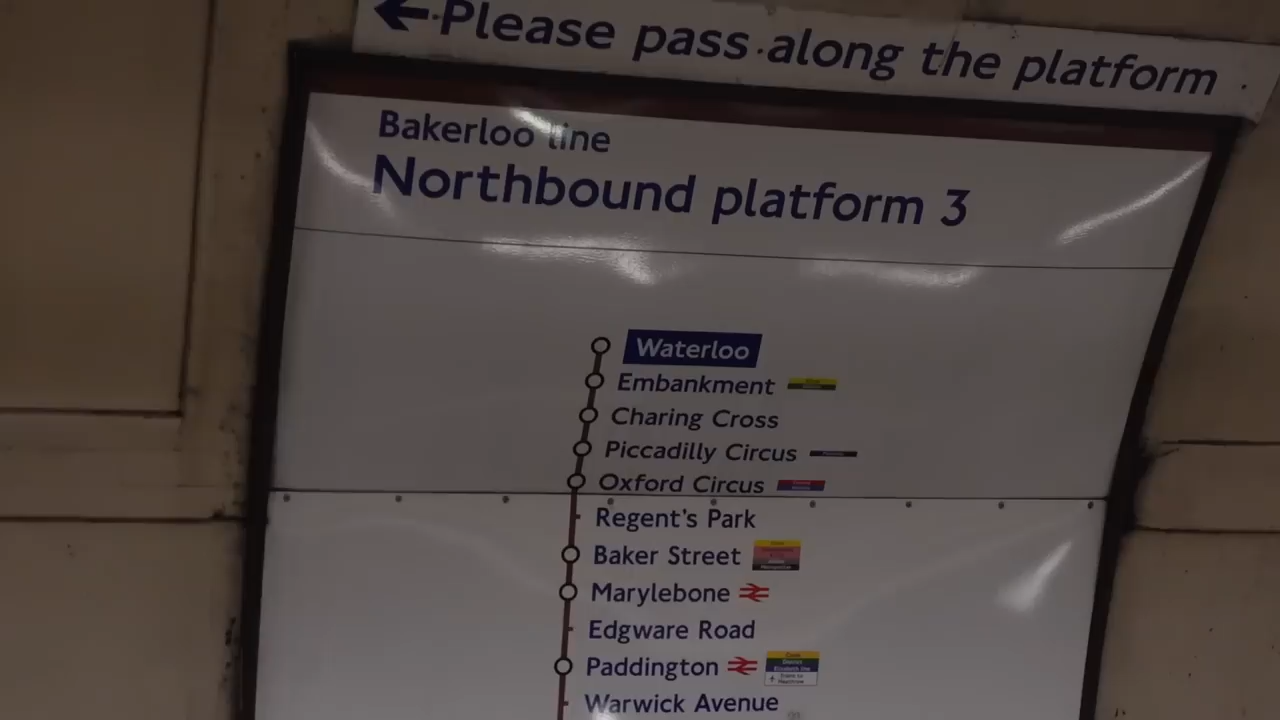 Please pass along the platform
Bakerloo line
Northbound platform 3
Waterloo
Embankment
Charing Cross
Piccadilly Circus
Oxford Circus
Regent's Park
Baker Street
Marylebone
Edgware Road
Paddington
Warwick Avenue